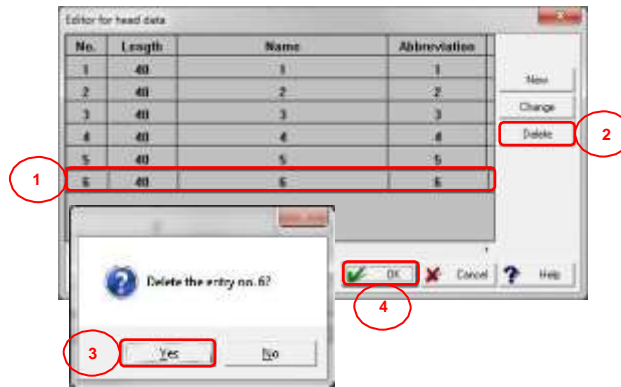 Editor for head data
No. Length Name Abbreviation
1 40 1 1
2 40 2 2
3 40 3 3
4 40 4 4
5 40 5 5
6 40 6 6
New
Change
Delete
2
1
Delete the entry no. 6?
Yes No
3
OK Cancel ? Help
4